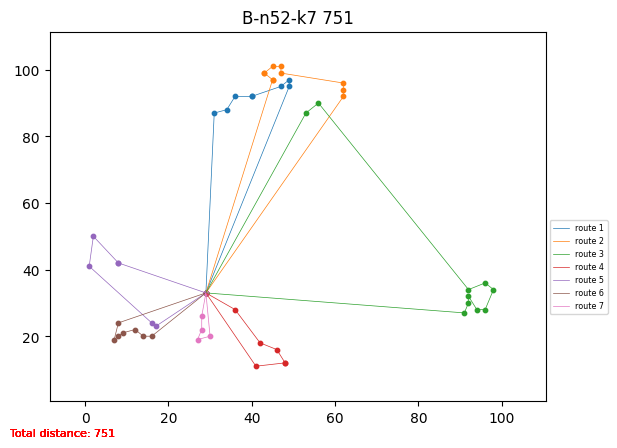 B-n52-k7 751
100
80
60
40
20
0
20
40
60
80
100
route 1
route 2
route 3
route 4
route 5
route 6
route 7
Total distance: 751